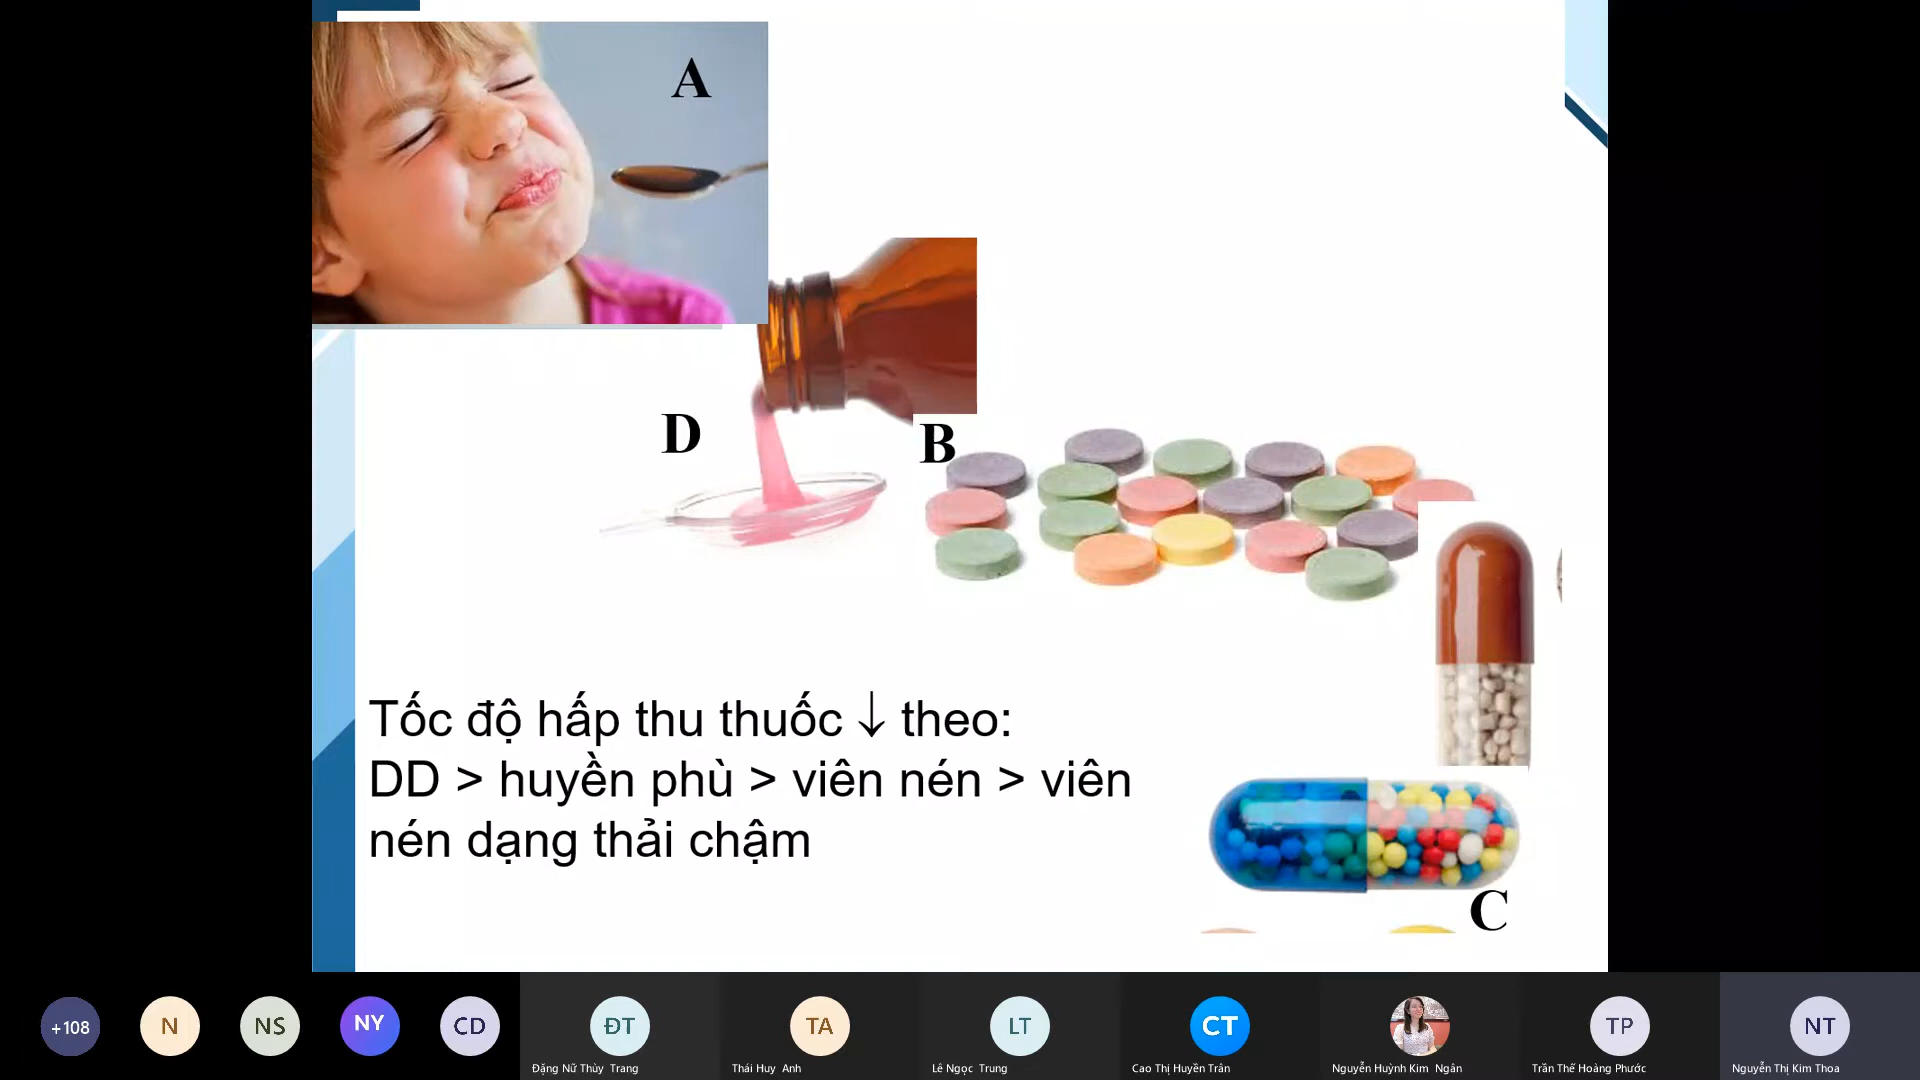 A
D
B
Tốc độ hấp thu thuốc ↓ theo:
DD > huyền phù > viên nén > viên
nén dạng thải chậm
C
+108
N
NS
NY
CD
ĐT
TA
LT
CT
TP
NT
Đặng Nữ Thùy Trang
Thái Huy Anh
Lê Ngọc Trung
Cao Thị Huyền Trân
Nguyễn Huỳnh Kim Ngân
Trần Thế Hoàng Phước
Nguyễn Thị Kim Thoa